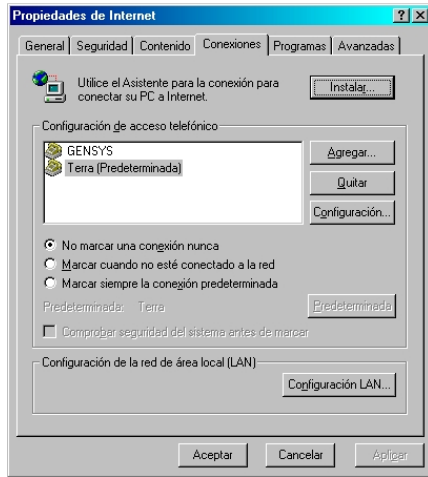 Propiedades de Internet
General Seguridad Contenido Conexiones Programas Avanzadas
Utilice el Asistente para la conexión para
conectar su PC a Internet.
Instalar...
Configuración de acceso telefónico
GENSYS
Terra (Predeterminada)
Agregar...
Quitar
Configuración...
No marcar una conexión nunca
Marcar cuando no esté conectado a la red
Marcar siempre la conexión predeterminada
Predeterminada: Terra
Predeterminada
Comprobar seguridad del sistema antes de marcar
Configuración de la red de área local (LAN)
Configuración LAN...
Aceptar Cancelar Aplicar